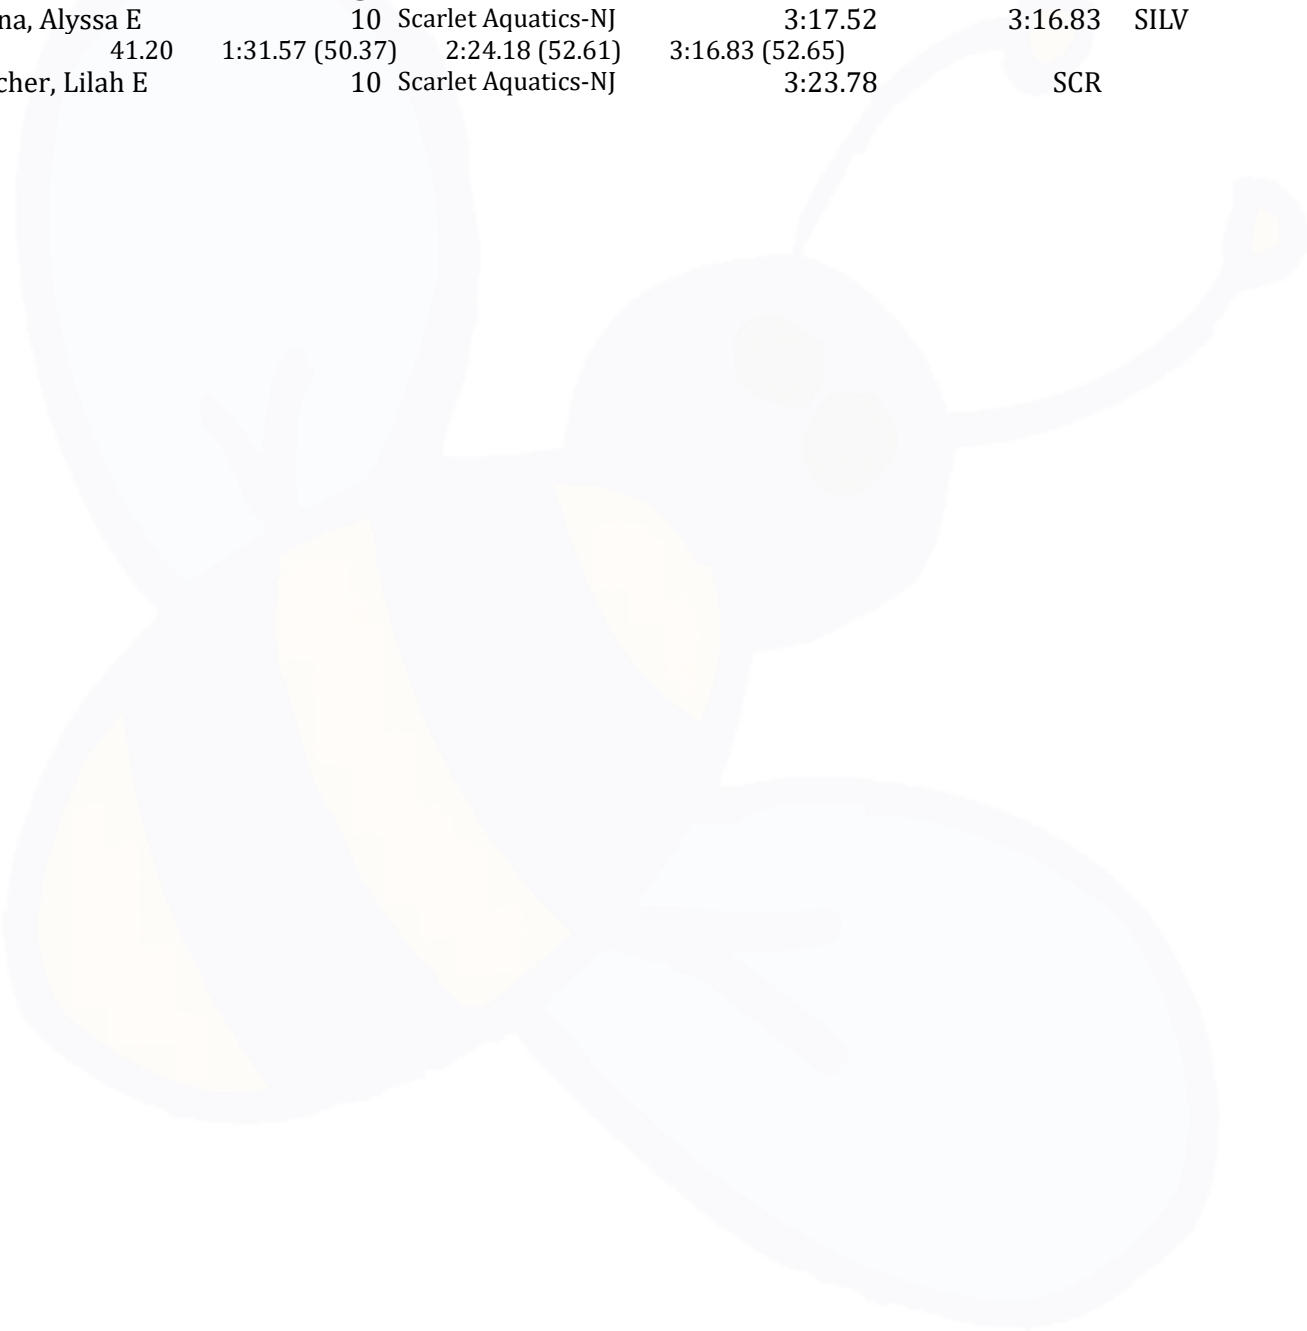 na, Alyssa E 10 Scarlet Aquatics-NJ 3:17.52 3:16.83 SILV
41.20 1:31.57 (50.37) 2:24.18 (52.61) 3:16.83 (52.65)
cher, Lilah E 10 Scarlet Aquatics-NJ 3:23.78 SCR